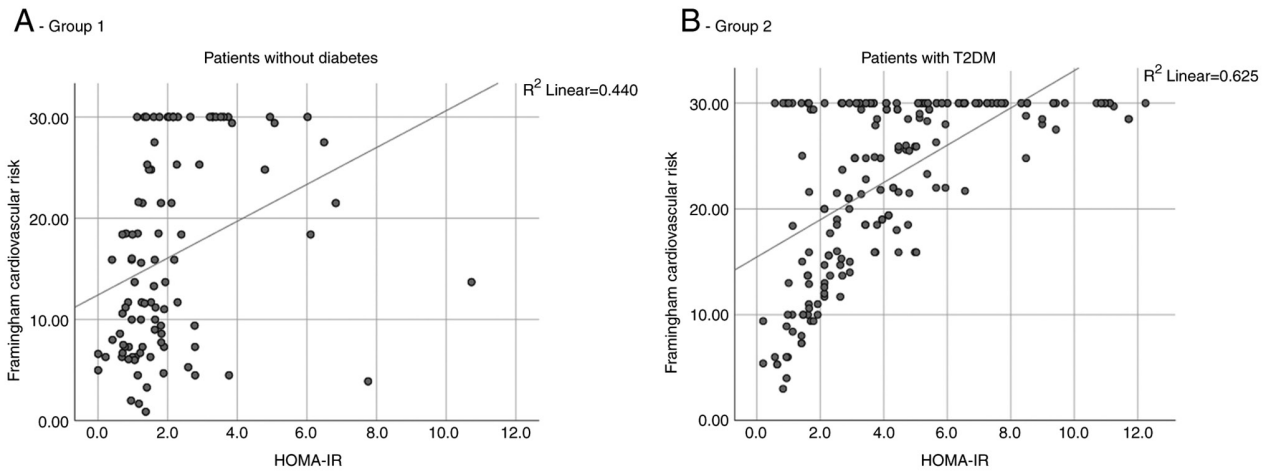 A - Group 1
Patients without diabetes
R² Linear=0.440
Framingham cardiovascular risk
30.00
20.00
10.00
0.00
0.0 2.0 4.0 6.0 8.0 10.0 12.0
HOMA-IR
B - Group 2
Patients with T2DM
R² Linear=0.625
Framingham cardiovascular risk
30.00
20.00
10.00
0.00
0.0 2.0 4.0 6.0 8.0 10.0 12.0
HOMA-IR